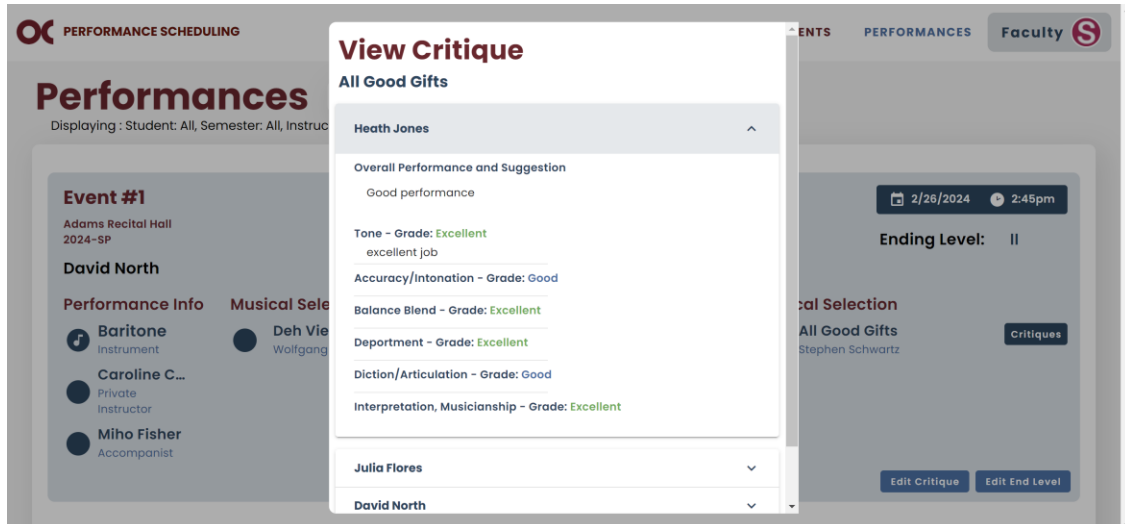 OC PERFORMANCE SCHEDULING
ENTS PERFORMANCES Faculty S
Performances
Displaying : Student: All, Semester: All, Instruc
Event #1
Adams Recital Hall
2024-SP
David North
2/26/2024 2:45pm
Ending Level: II
Performance Info
Baritone
Instrument
Caroline C...
Private
Instructor
Miho Fisher
Accompanist
Musical Sele
Deh Vie
Wolfgang
cal Selection
All Good Gifts
Stephen Schwartz
Critiques
Edit Critique Edit End Level
View Critique
All Good Gifts
Heath Jones
Overall Performance and Suggestion
Good performance
Tone - Grade: Excellent
excellent job
Accuracy/Intonation - Grade: Good
Balance Blend - Grade: Excellent
Deportment - Grade: Excellent
Diction/Articulation - Grade: Good
Interpretation, Musicianship - Grade: Excellent
Julia Flores
David North